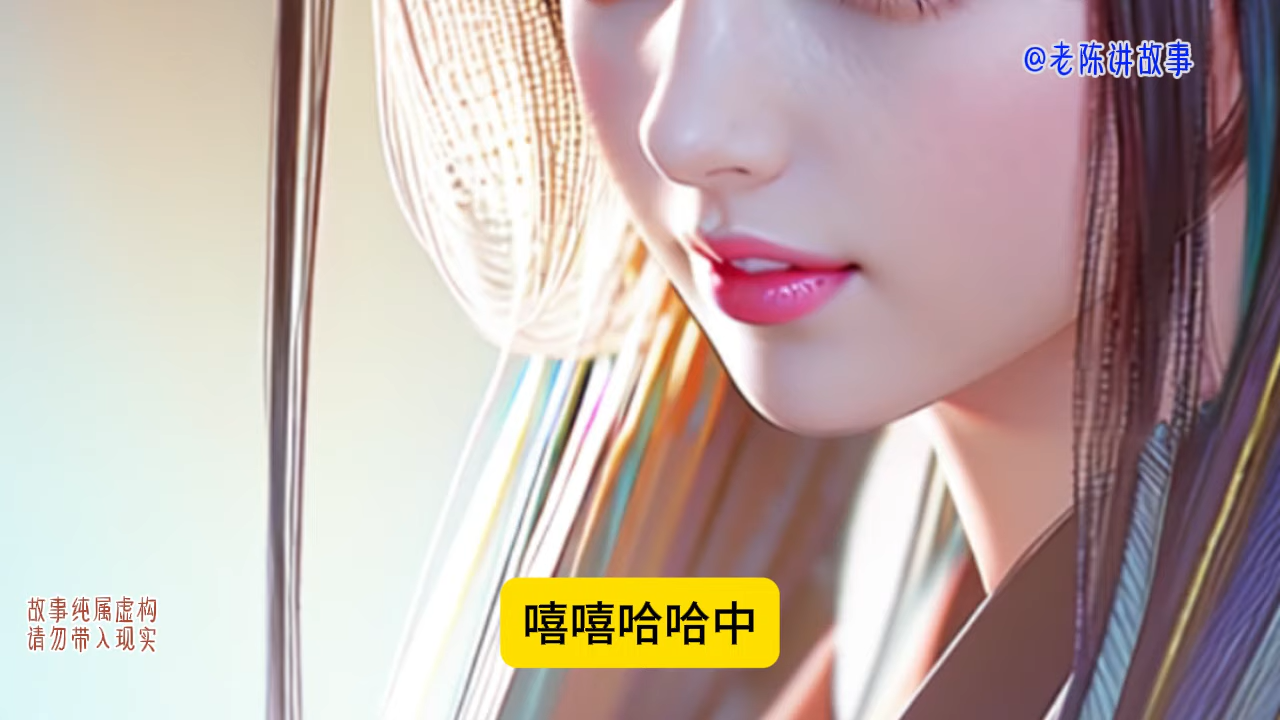 @老陈讲故事
故事纯属虚构
请勿带入现实
嘻嘻哈哈中